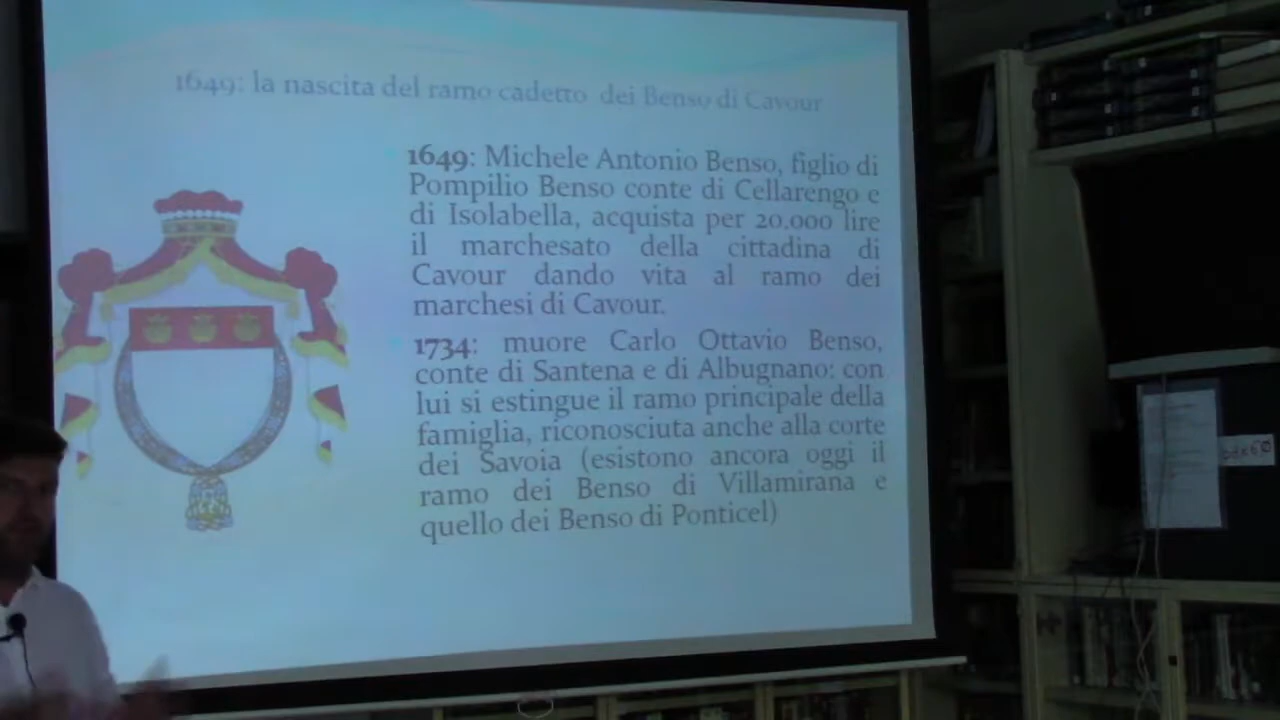 1649: la nascita del ramo cadetto dei Benso di Cavour
1649: Michele Antonio Benso, figlio di
Pompilio Benso conte di Cellarengo e
di Isolabella, acquista per 20.000 lire
il marchesato della cittadina di
Cavour dando vita al ramo dei
marchesi di Cavour.
1734: muore Carlo Ottavio Benso,
conte di Santena e di Albugnano: con
lui si estingue il ramo principale della
famiglia, riconosciuta anche alla corte
dei Savoia (esistono ancora oggi il
ramo dei Benso di Villamirana e
quello dei Benso di Ponticel)